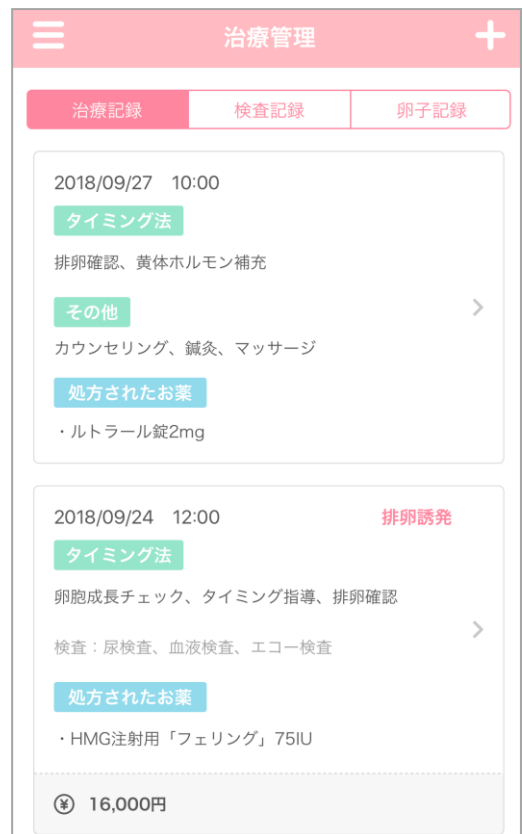 治療管理
治療記録 検査記録 卵子記録
2018/09/27 10:00
タイミング法
排卵確認、黄体ホルモン補充
その他
カウンセリング、鍼灸、マッサージ
処方されたお薬
・ルトラール錠2mg
2018/09/24 12:00 排卵誘発
タイミング法
卵胞成長チェック、タイミング指導、排卵確認
検査：尿検査、血液検査、エコー検査
処方されたお薬
・HMG注射用「フェリング」75IU
¥ 16,000円